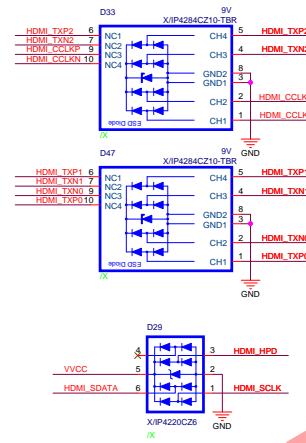 D33 9V
X/IP4284CZ10-TBR
HDMI_TXP2 6 NC1 CH4 5 HDMI_TXP2
HDMI_TXN2 7 NC2 CH3 4 HDMI_TXN2
HDMI_CCLKP 9 NC3
HDMI_CCLKN 10 NC4
GND2 8
GND1 3
CH2 2 HDMI_CCLK
CH1 1 HDMI_CCLK
ESD Diode
/X
GND
D47 9V
X/IP4284CZ10-TBR
HDMI_TXP1 6 NC1 CH4 5 HDMI_TXP1
HDMI_TXN1 7 NC2 CH3 4 HDMI_TXN1
HDMI_TXN0 9 NC3
HDMI_TXP0 10 NC4
GND2 8
GND1 3
CH2 2 HDMI_TXN0
CH1 1 HDMI_TXP0
ESD Diode
/X
GND
D29
4 3 HDMI_HPD
VVCC 5 2
HDMI_SDATA 6 1 HDMI_SCLK
X/IP4220CZ6 GND
/X